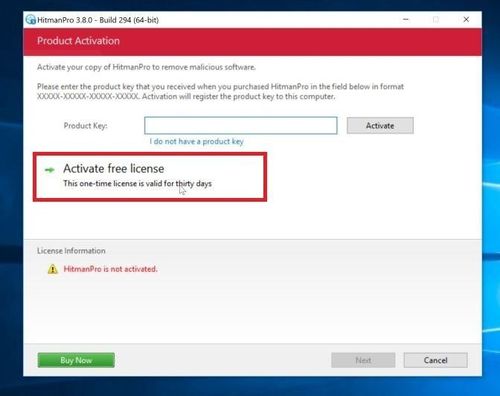 HitmanPro 3.8.0 - Build 294 (64-bit)
Product Activation
Activate your copy of HitmanPro to remove malicious software.
Please enter the product key that you received when you purchased HitmanPro in the field below in format
XXXXX-XXXXX-XXXXX-XXXXX. Activation will register the product key to this computer.
Product Key:
Activate
I do not have a product key
Activate free license
This one-time license is valid for thirty days
License Information
HitmanPro is not activated.
Buy Now
Next
Cancel